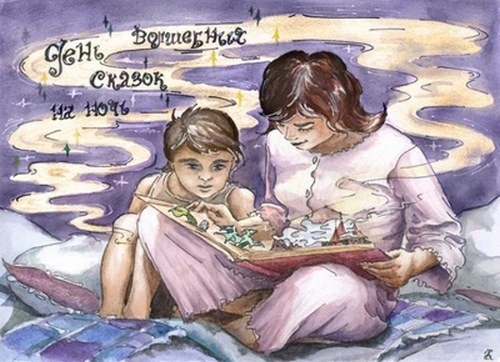 День Волшебных
Сказок
на ночь